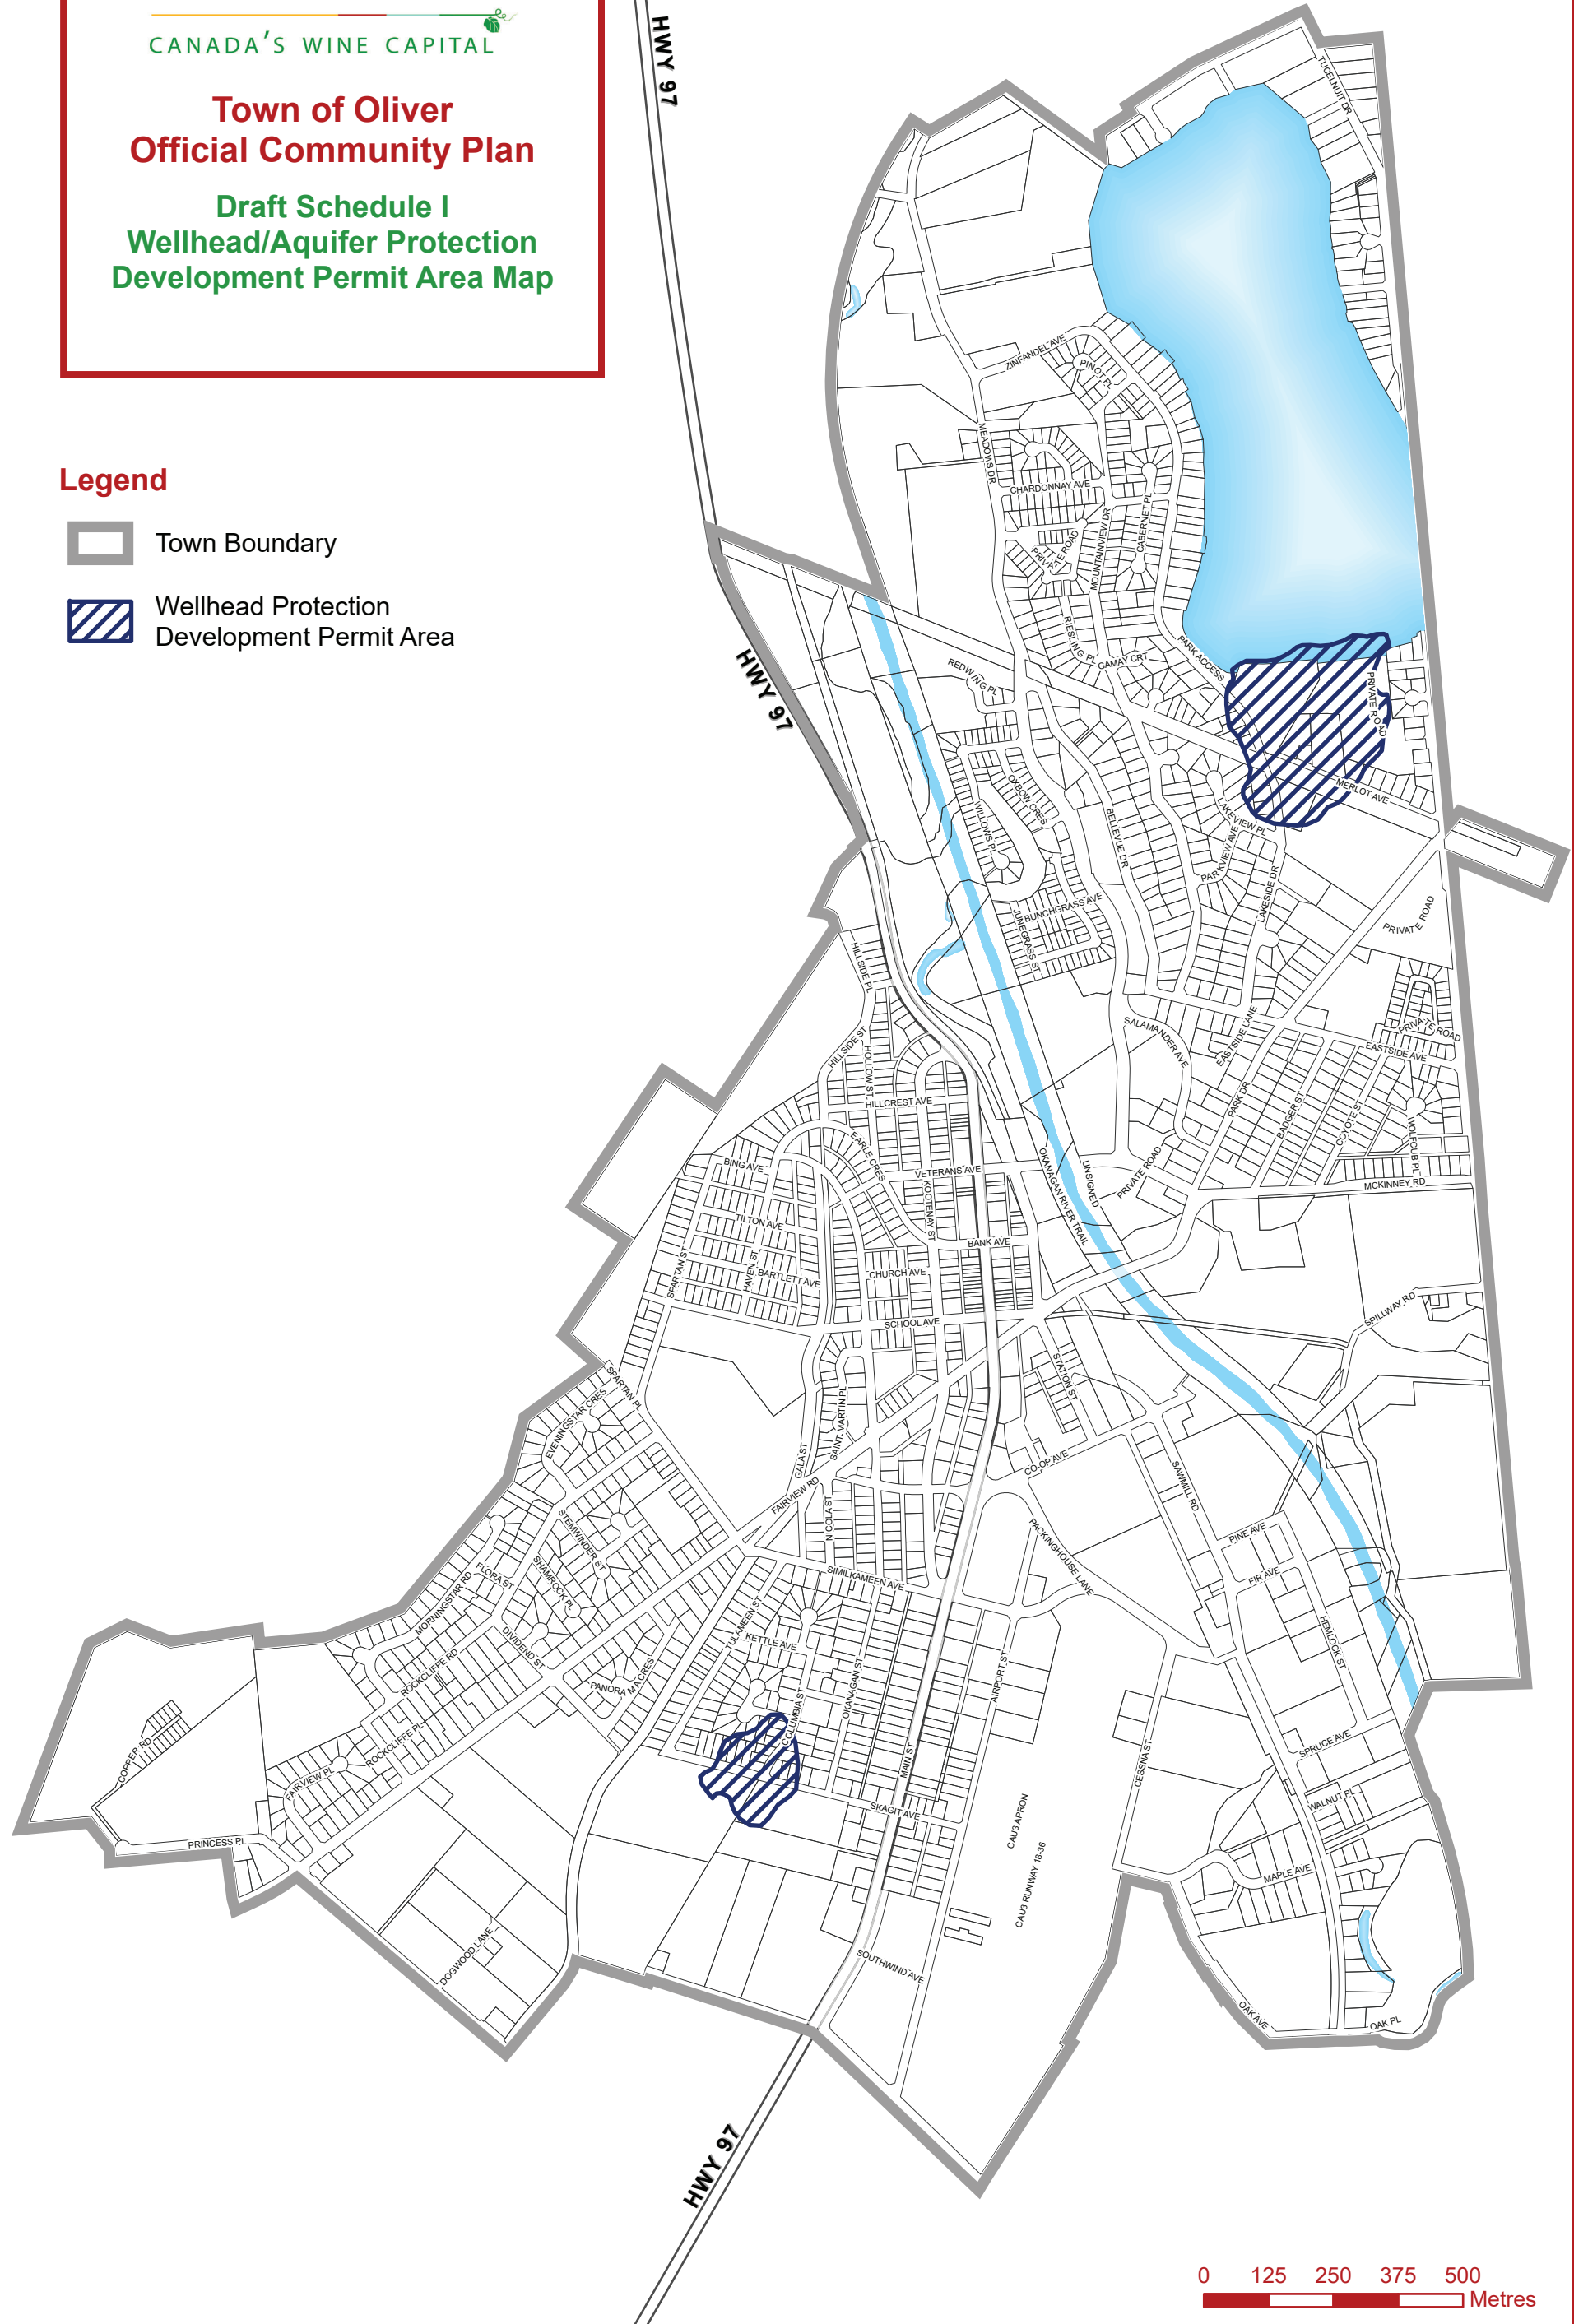 CANADA'S WINE CAPITAL
Town of Oliver
Official Community Plan
Draft Schedule I
Wellhead/Aquifer Protection
Development Permit Area Map
Legend
Town Boundary
Wellhead Protection
Development Permit Area
HWY 97
TUCELNUIT DR
ZINFANDEL AVE
PINOT PL
MEADOWS DR
CHARDONNAY AVE
CABERNET PL
MOUNTAINVIEW DR
PRIVATE ROAD
RIESLING PL
GAMAY CRT
PARK ACCESS
REDWING PL
HWY 97
PRIVATE ROAD
MERLOT AVE
OXBOW CRES
WILLOWS PL
BELLEVUE DR
LAKEVIEW PL
PARKVIEW AVE
LAKESIDE DR
BUNCHGRASS AVE
JUNEGRASS ST
PRIVATE ROAD
HILLSIDE PL
SALAMANDER AVE
EASTSIDE LANE
PRIVATE ROAD
EASTSIDE AVE
HILLSIDE ST
HOLLOW ST
HILLCREST AVE
PARK DR
BADGER ST
COYOTE ST
WOLFCUB PL
EARLE CRES
BING AVE
VETERANS AVE
KOOTENAY ST
OKANAGAN RIVER TRAIL
UNSIGNED
PRIVATE ROAD
MCKINNEY RD
TILTON AVE
BANK AVE
SPARTAN ST
HAVEN ST
BARTLETT AVE
CHURCH AVE
SCHOOL AVE
SPILLWAY RD
STATION ST
SPARTAN PL
EVENINGSTAR CRES
SAINT MARTIN PL
GALA ST
CO-OP AVE
SAWMILL RD
FAIRVIEW RD
NICOLA ST
STEMWINDER ST
PACKINGHOUSE LANE
PINE AVE
FIR AVE
SHAMROCK PL
FLORA ST
MORNINGSTAR RD
SIMILKAMEEN AVE
TULAMEEN ST
KETTLE AVE
HEMLOCK ST
DIVIDEND ST
ROCKCLIFFE RD
PANORAMA CRES
OKANAGAN ST
COLUMBIA ST
AIRPORT ST
COPPER RD
ROCKCLIFFE PL
FAIRVIEW PL
MAIN ST
CESSNA ST
SPRUCE AVE
WALNUT PL
SKAGIT AVE
CAU3 APRON
PRINCESS PL
MAPLE AVE
CAU3 RUNWAY 18-36
DOGWOOD LANE
SOUTHWIND AVE
OAK AVE
OAK PL
HWY 97
0 125 250 375 500
Metres